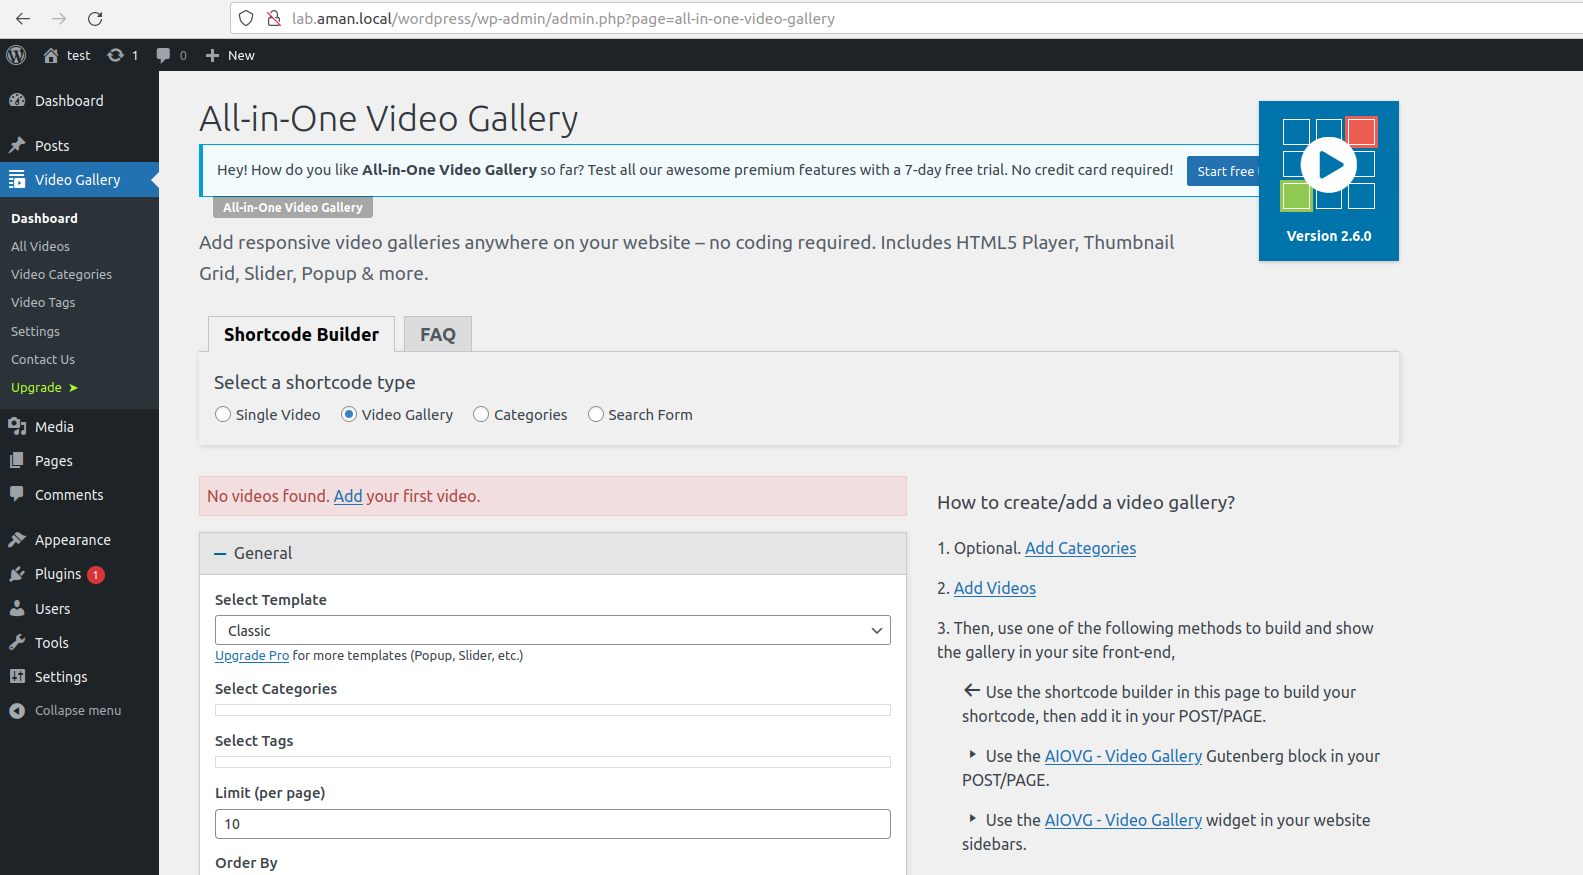 lab.aman.local/wordpress/wp-admin/admin.php?page=all-in-one-video-gallery
test 1 0 New
Dashboard
Posts
Video Gallery
Dashboard
All Videos
Video Categories
Video Tags
Settings
Contact Us
Upgrade ➤
Media
Pages
Comments
Appearance
Plugins 1
Users
Tools
Settings
Collapse menu
All-in-One Video Gallery
Hey! How do you like All-in-One Video Gallery so far? Test all our awesome premium features with a 7-day free trial. No credit card required! Start free
All-in-One Video Gallery
Version 2.6.0
Add responsive video galleries anywhere on your website – no coding required. Includes HTML5 Player, Thumbnail
Grid, Slider, Popup & more.
Shortcode Builder FAQ
Select a shortcode type
Single Video Video Gallery Categories Search Form
No videos found. Add your first video.
General
Select Template
Classic
Upgrade Pro for more templates (Popup, Slider, etc.)
Select Categories
Select Tags
Limit (per page)
10
Order By
How to create/add a video gallery?
1. Optional. Add Categories
2. Add Videos
3. Then, use one of the following methods to build and show
the gallery in your site front-end,
Use the shortcode builder in this page to build your
shortcode, then add it in your POST/PAGE.
Use the AIOVG - Video Gallery Gutenberg block in your
POST/PAGE.
Use the AIOVG - Video Gallery widget in your website
sidebars.